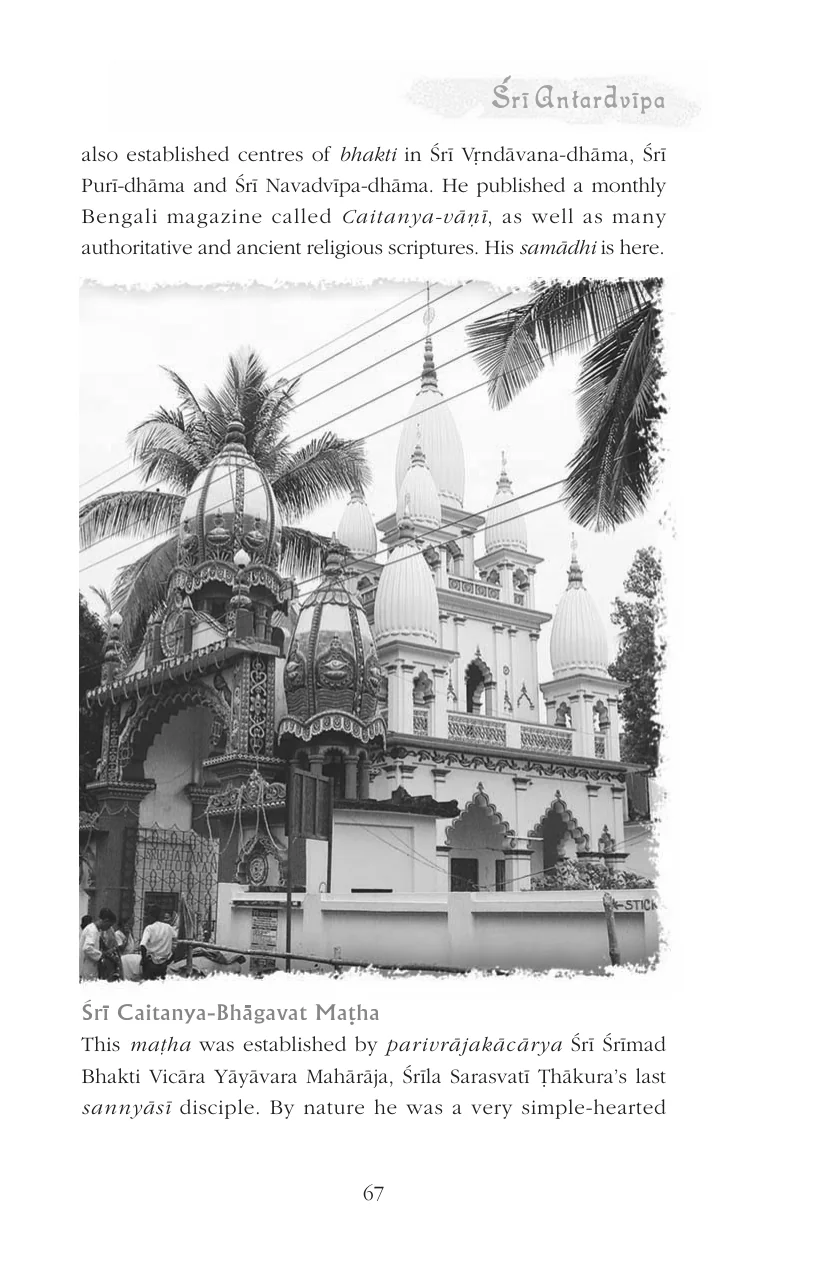 Śrī Antardvīpa
also established centres of bhakti in Śrī Vṛndāvana-dhāma, Śrī
Purī-dhāma and Śrī Navadvīpa-dhāma. He published a monthly
Bengali magazine called Caitanya-vāṇī, as well as many
authoritative and ancient religious scriptures. His samādhi is here.
-STICK
Śrī Caitanya-Bhāgavat Maṭha
This maṭha was established by parivrājakācārya Śrī Śrīmad
Bhakti Vicāra Yāyāvara Mahārāja, Śrīla Sarasvatī Ṭhākura’s last
sannyāsī disciple. By nature he was a very simple-hearted
67